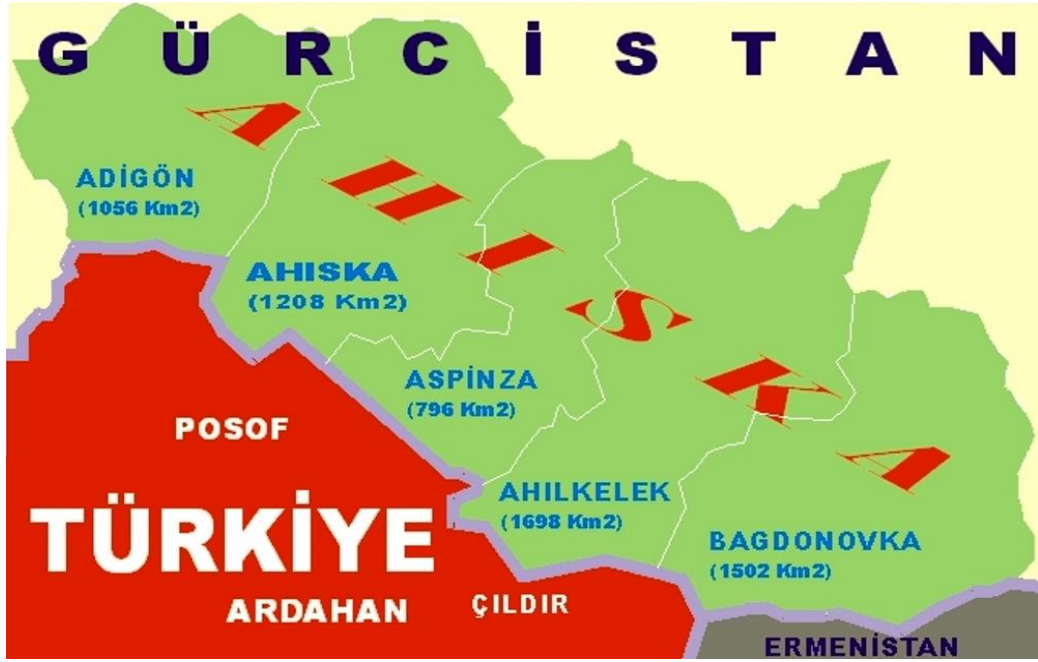 GÜRCİSTAN
AHISKA
ADİGÖN
(1056 Km2)
AHISKA
(1208 Km2)
ASPİNZA
(796 Km2)
POSOF
AHILKELEK
(1698 Km2)
TÜRKİYE
BAGDONOVKA
(1502 Km2)
ARDAHAN
ÇILDIR
ERMENİSTAN